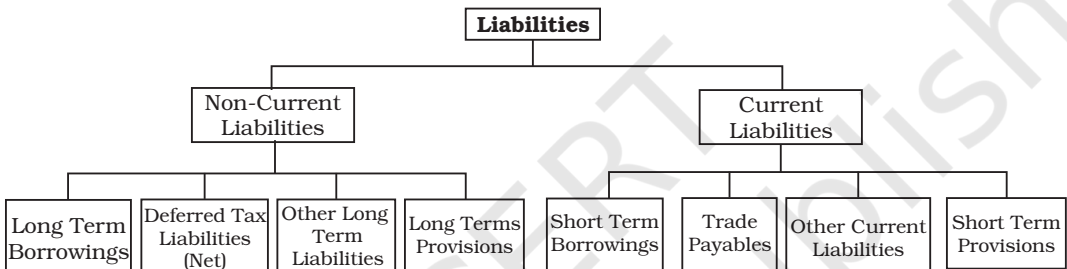 Liabilities
Non-Current
Liabilities
Current
Liabilities
Long Term
Borrowings
Deferred Tax
Liabilities
(Net)
Other Long
Term
Liabilities
Long Terms
Provisions
Short Term
Borrowings
Trade
Payables
Other Current
Liabilities
Short Term
Provisions